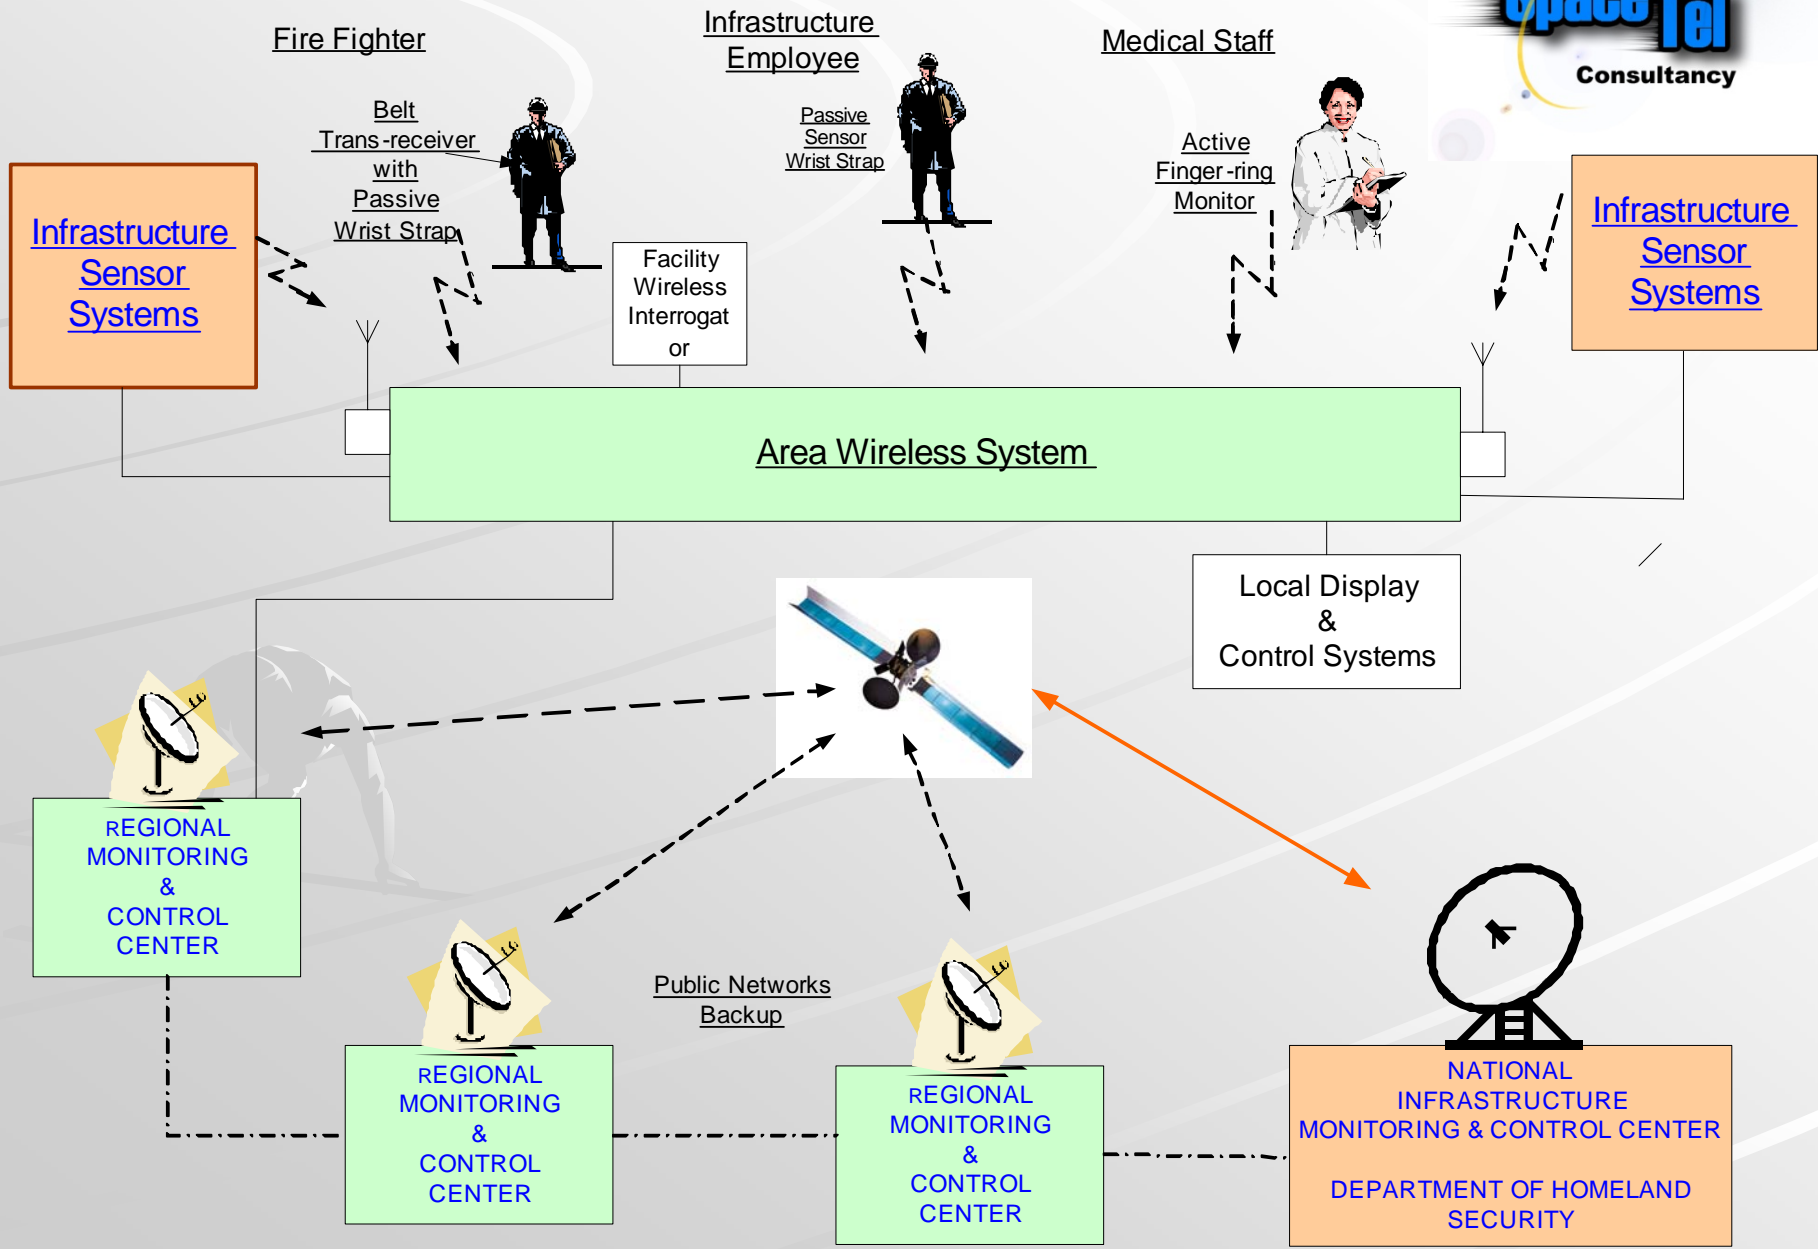 Space Tel
Consultancy
Fire Fighter
Infrastructure
Employee
Medical Staff
Belt
Trans-receiver
with
Passive
Wrist Strap
Passive
Sensor
Wrist Strap
Active
Finger-ring
Monitor
Infrastructure
Sensor
Systems
Facility
Wireless
Interrogat
or
Infrastructure
Sensor
Systems
Area Wireless System
Local Display
&
Control Systems
REGIONAL
MONITORING
&
CONTROL
CENTER
Public Networks
Backup
REGIONAL
MONITORING
&
CONTROL
CENTER
REGIONAL
MONITORING
&
CONTROL
CENTER
NATIONAL
INFRASTRUCTURE
MONITORING & CONTROL CENTER
DEPARTMENT OF HOMELAND
SECURITY